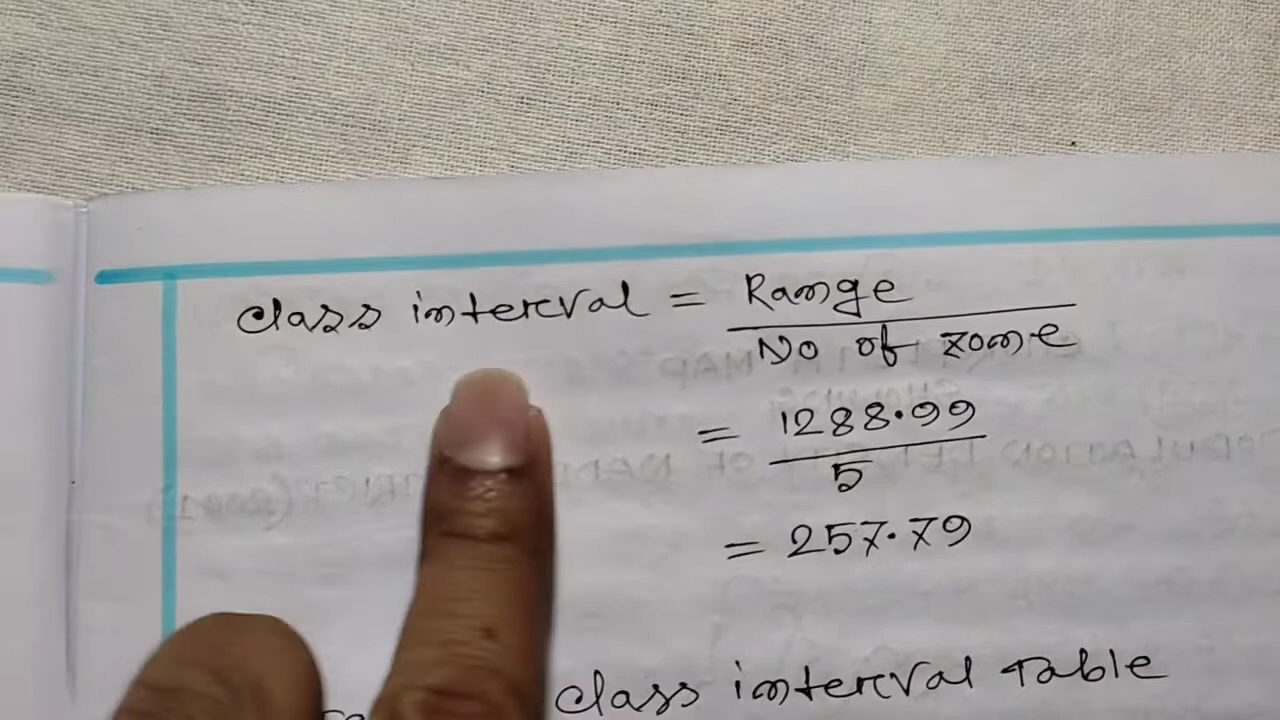 Class interval = Range
No of zone
= 1288.99
5
= 257.79
Class interval Table